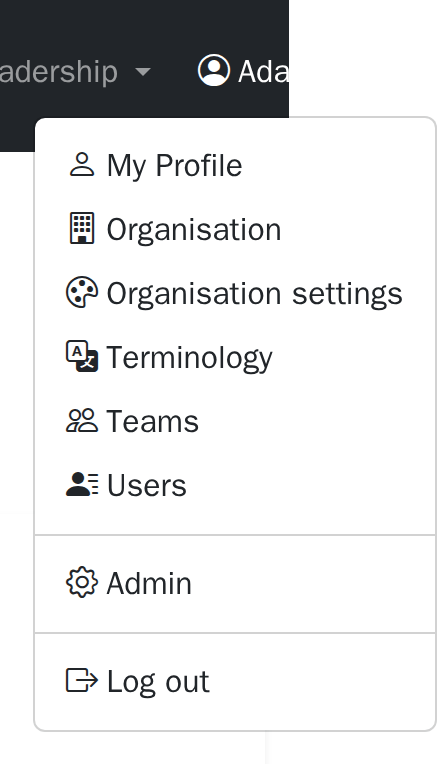 adership Ada
My Profile
Organisation
Organisation settings
Terminology
Teams
Users
Admin
Log out